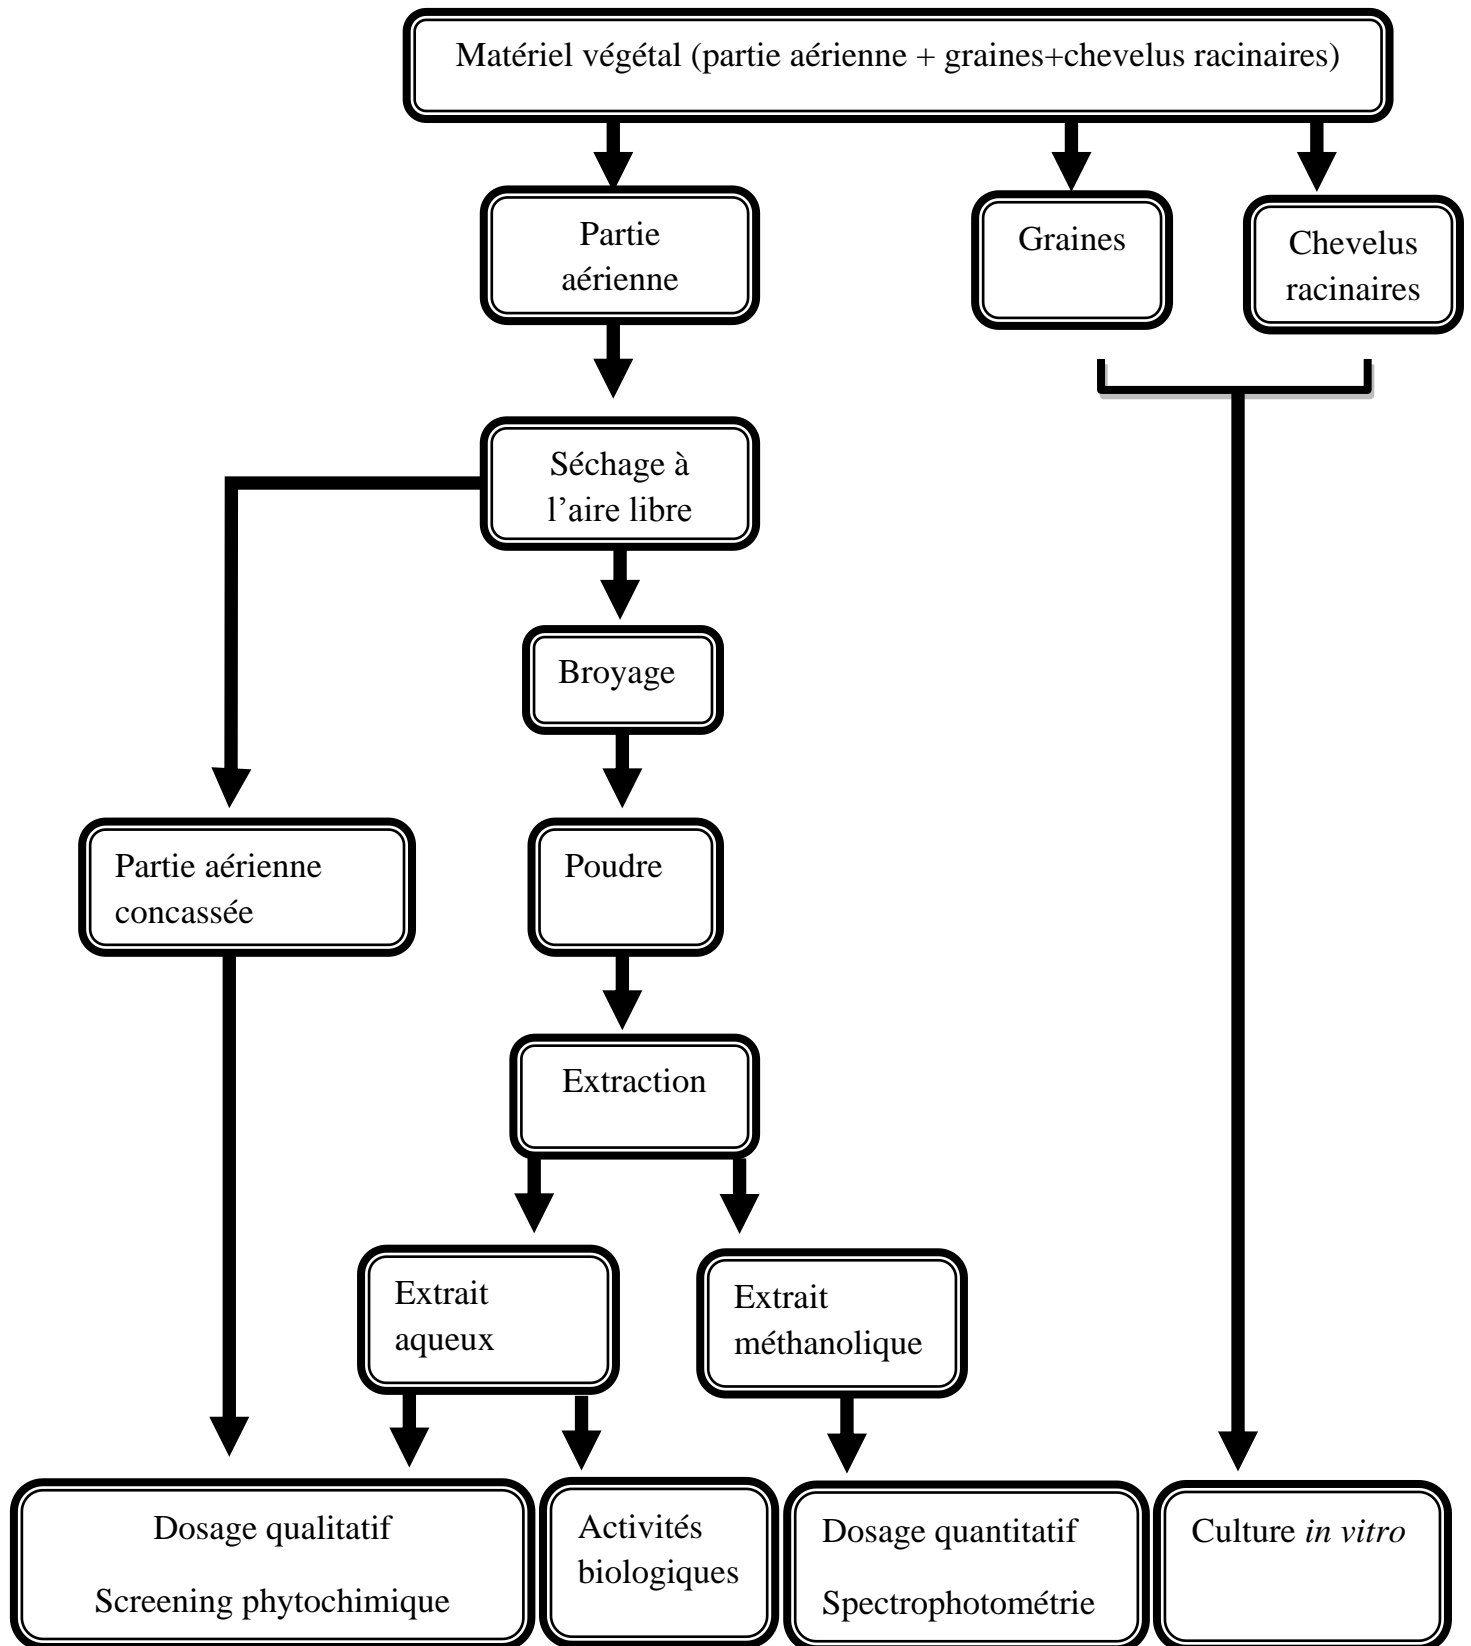 Matériel végétal (partie aérienne + graines+chevelus racinaires)
Partie
aérienne
Graines
Chevelus
racinaires
Séchage à
l’aire libre
Broyage
Partie aérienne
concassée
Poudre
Extraction
Extrait
aqueux
Extrait
méthanolique
Dosage qualitatif
Screening phytochimique
Activités
biologiques
Dosage quantitatif
Spectrophotométrie
Culture in vitro